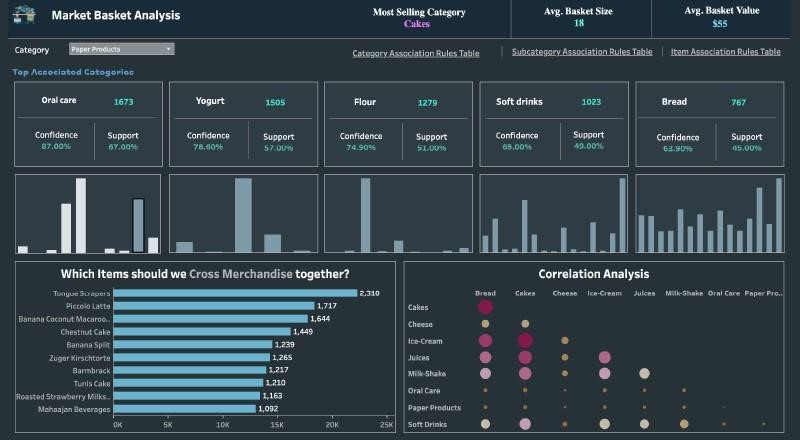 Market Basket Analysis
Most Selling Category
Cakes
Avg. Basket Size
18
Avg. Basket Value
$55
Category
Paper Products
Category Association Rules Table
Subcategory Association Rules Table
Item Association Rules Table
Top Associated Categories
Oral care 1673
Confidence Support
87.00% 67.00%
Yogurt 1505
Confidence Support
78.60% 57.00%
Flour 1279
Confidence Support
74.90% 51.00%
Soft drinks 1023
Confidence Support
69.00% 49.00%
Bread 767
Confidence Support
63.90% 45.00%
Which Items should we Cross Merchandise together?
Tongue Scrapers 2,310
Piccolo Latte 1,717
Banana Coconut Macaroo.. 1,644
Chestnut Cake 1,449
Banana Split 1,239
Zuger Kirschtorte 1,265
Barmbrack 1,217
Tunis Cake 1,210
Roasted Strawberry Milks.. 1,163
Mahaajan Beverages 1,092
0K 5K 10K 15K 20K 25K
Correlation Analysis
Bread Cakes Cheese Ice-Cream Juices Milk-Shake Oral Care Paper Pro..
Cakes
Cheese
Ice-Cream
Juices
Milk-Shake
Oral Care
Paper Products
Soft Drinks